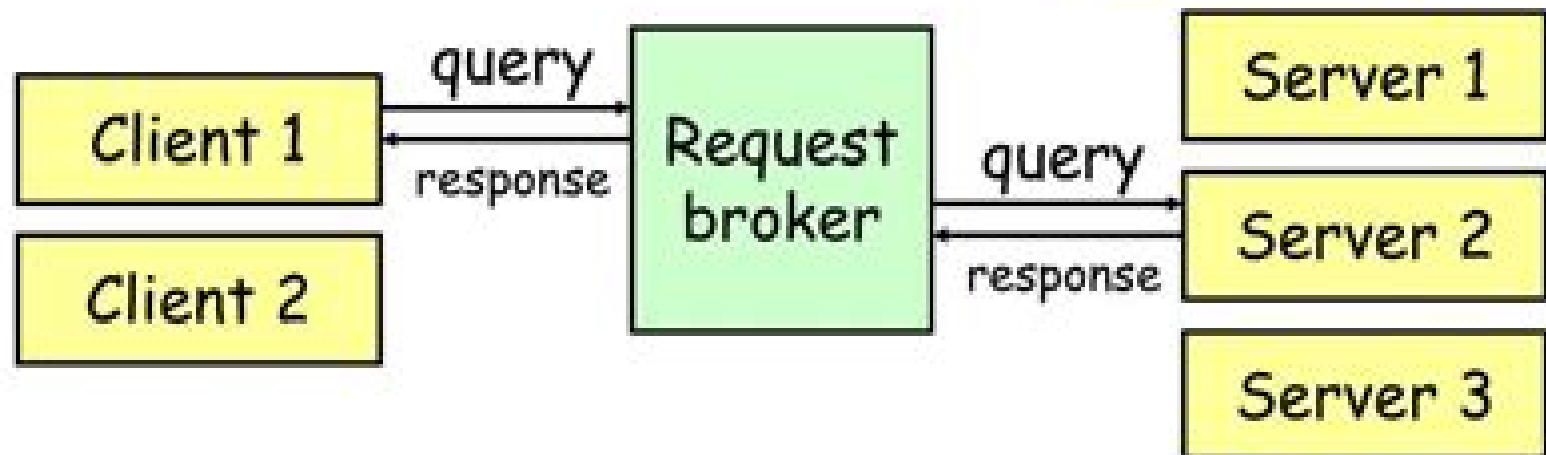 Client 1
Client 2
query
response
Request
broker
query
response
Server 1
Server 2
Server 3